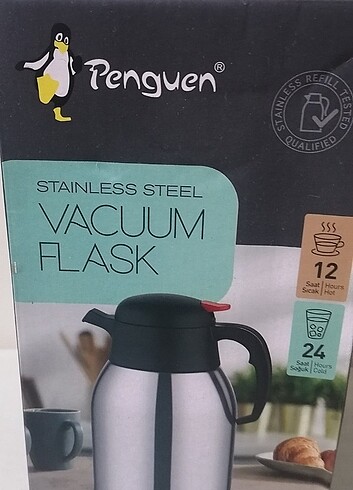 Penguen®
STAINLESS REFILL TESTED
QUALIFIED
STAINLESS STEEL
VACUUM
FLASK
12
Saat | Hours
Sıcak | Hot
24
Saat | Hours
Soğuk | Cold